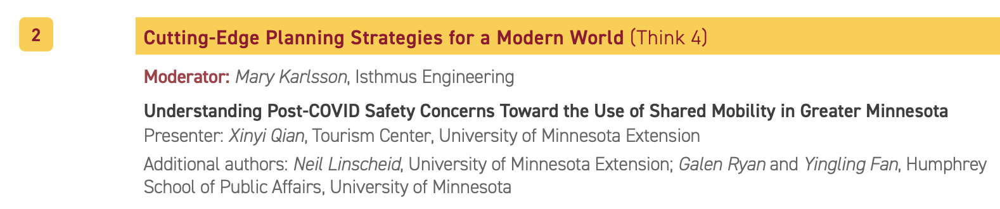 2
Cutting-Edge Planning Strategies for a Modern World (Think 4)
Moderator: Mary Karlsson, Isthmus Engineering
Understanding Post-COVID Safety Concerns Toward the Use of Shared Mobility in Greater Minnesota
Presenter: Xinyi Qian, Tourism Center, University of Minnesota Extension
Additional authors: Neil Linscheid, University of Minnesota Extension; Galen Ryan and Yingling Fan, Humphrey
School of Public Affairs, University of Minnesota